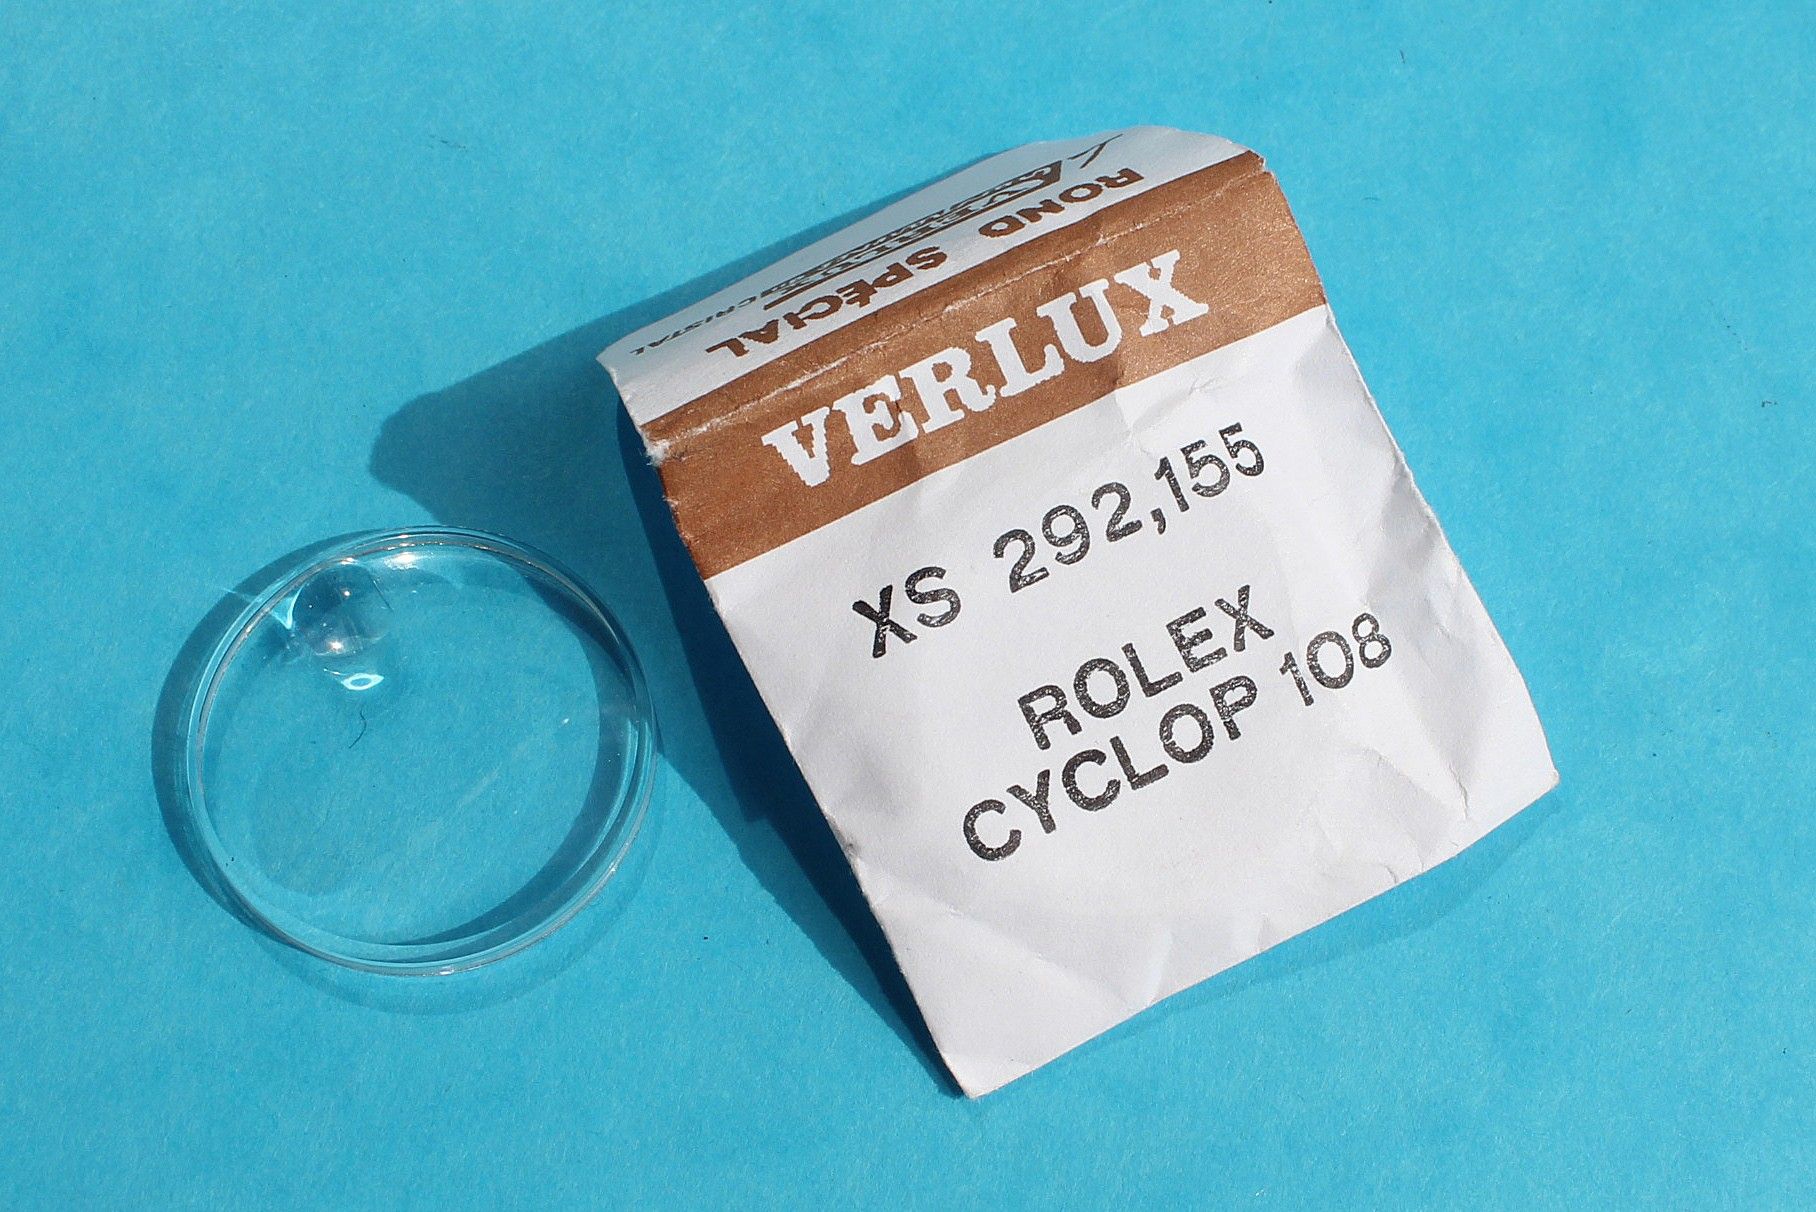 ROND SPÉCIAL
VERLUX
XS 292,155
ROLEX
CYCLOP 108